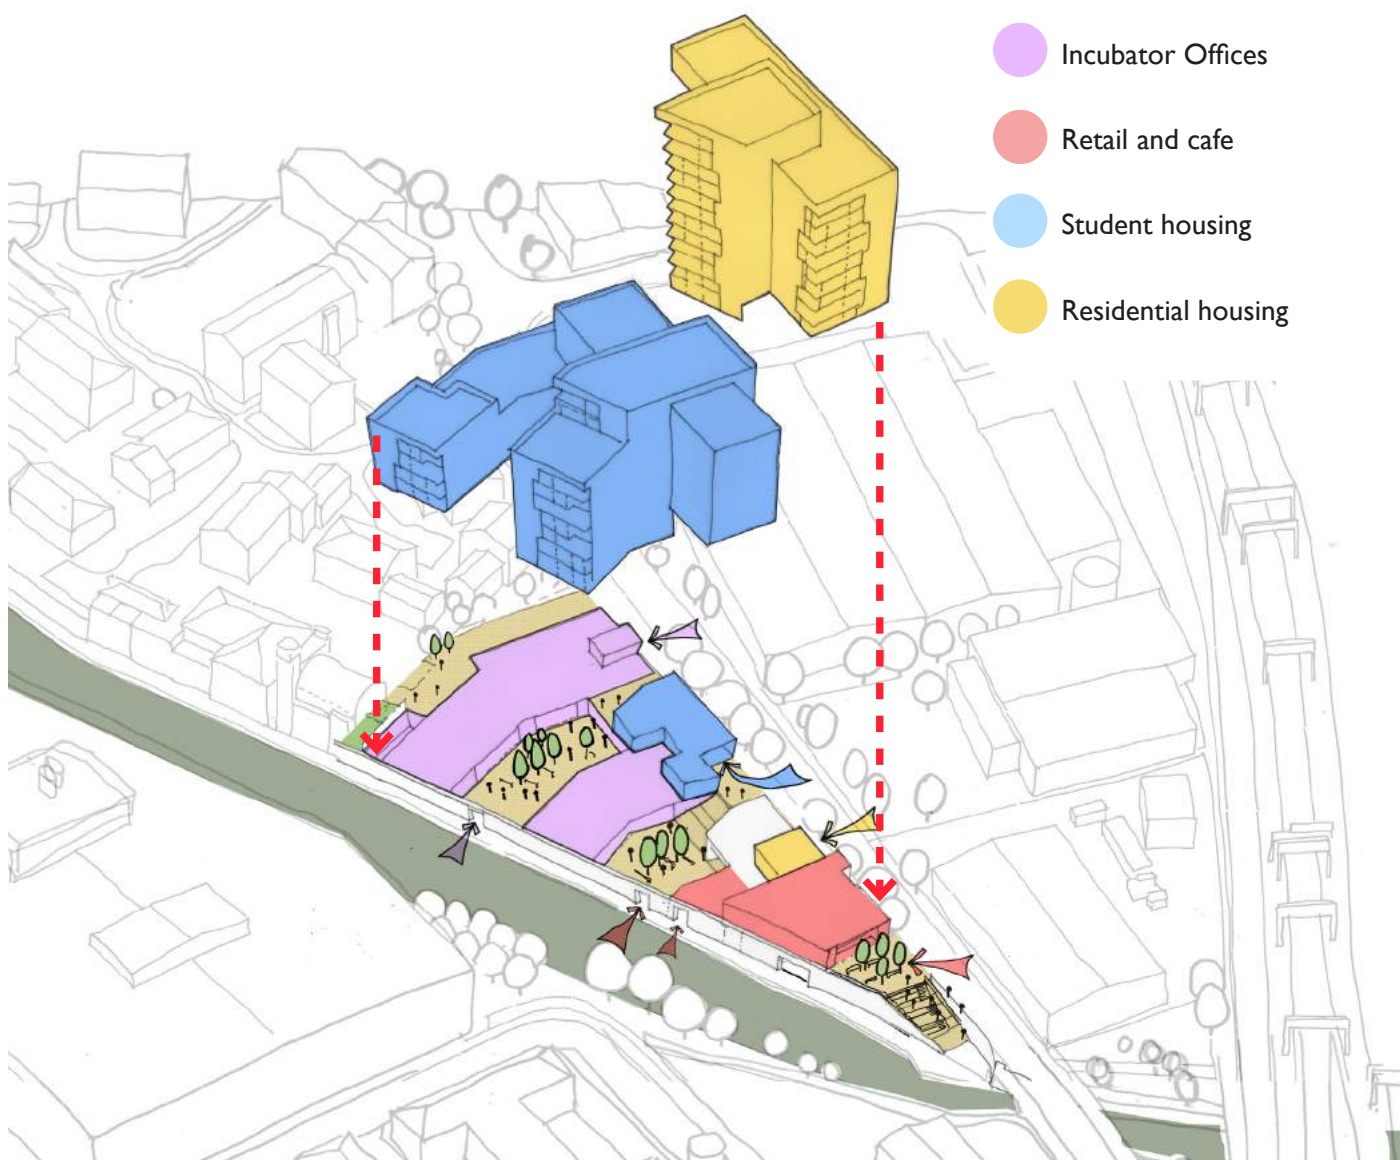 Incubator Offices
Retail and cafe
Student housing
Residential housing